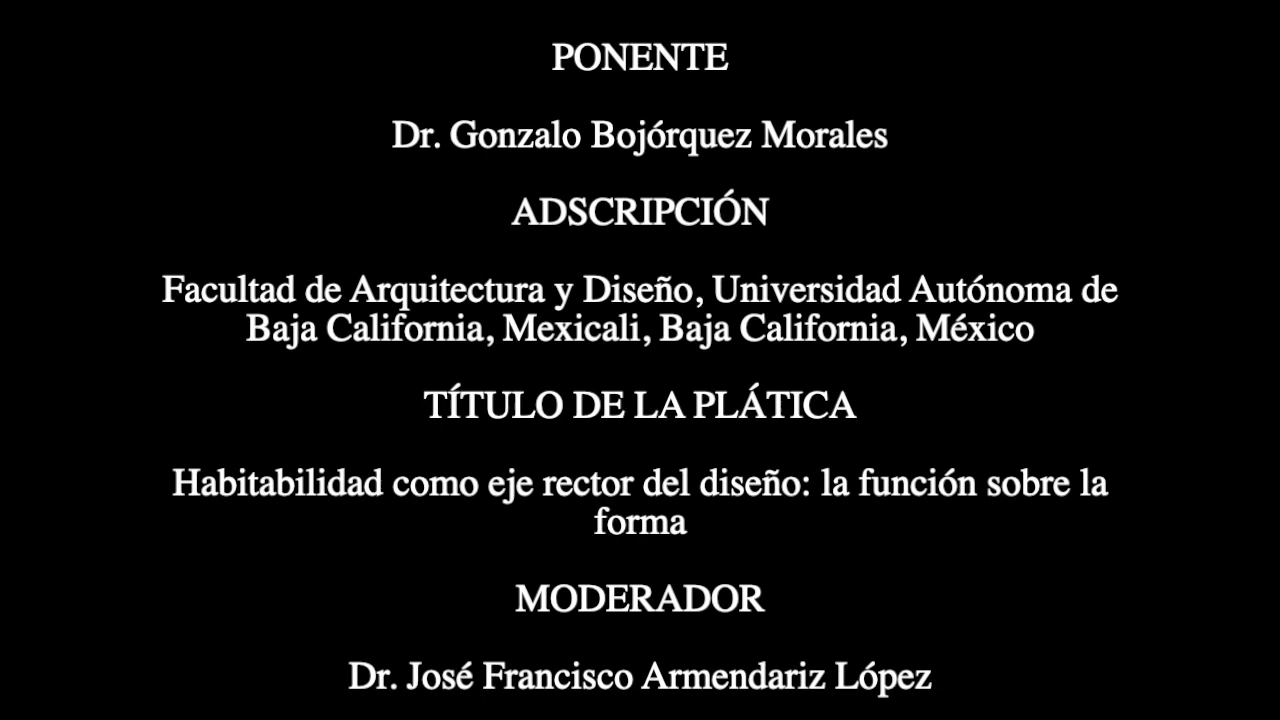 PONENTE
Dr. Gonzalo Bojórquez Morales
ADSCRIPCIÓN
Facultad de Arquitectura y Diseño, Universidad Autónoma de
Baja California, Mexicali, Baja California, México
TÍTULO DE LA PLÁTICA
Habitabilidad como eje rector del diseño: la función sobre la
forma
MODERADOR
Dr. José Francisco Armendariz López